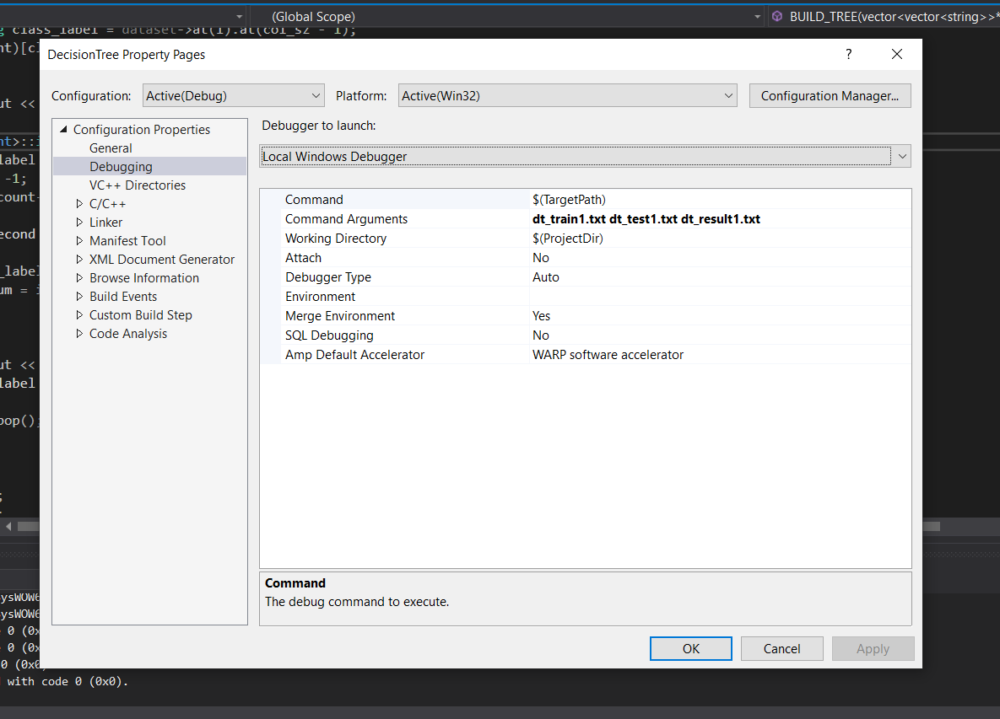 (Global Scope)
BUILD_TREE(vector<vector<string>>*
class_label = dataset->at(1).at(col_sz - 1);
DecisionTree Property Pages
?
Configuration:
Active(Debug)
Platform:
Active(Win32)
Configuration Manager...
Configuration Properties
General
Debugging
VC++ Directories
C/C++
Linker
Manifest Tool
XML Document Generator
Browse Information
Build Events
Custom Build Step
Code Analysis
Debugger to launch:
Local Windows Debugger
Command $(TargetPath)
Command Arguments dt_train1.txt dt_test1.txt dt_result1.txt
Working Directory $(ProjectDir)
Attach No
Debugger Type Auto
Environment
Merge Environment Yes
SQL Debugging No
Amp Default Accelerator WARP software accelerator
Command
The debug command to execute.
OK
Cancel
Apply
nt)[cl
ut <<
nt>::i
label
-1;
count-
econd
_label
um = i
ut <<
label
pop();
;
ysWOW6
ysWOW6
0 (0x
0 (0x
0 (0x0
with code 0 (0x0).